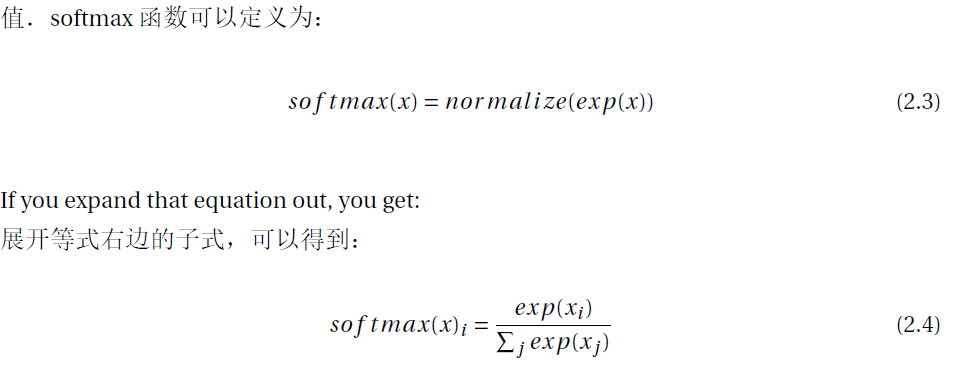 值．softmax 函数可以定义为：
softmax(x) = normalize(exp(x)) (2.3)
If you expand that equation out, you get:
展开等式右边的子式，可以得到：
softmax(x)_i = \frac{exp(x_i)}{\sum_j exp(x_j)} (2.4)